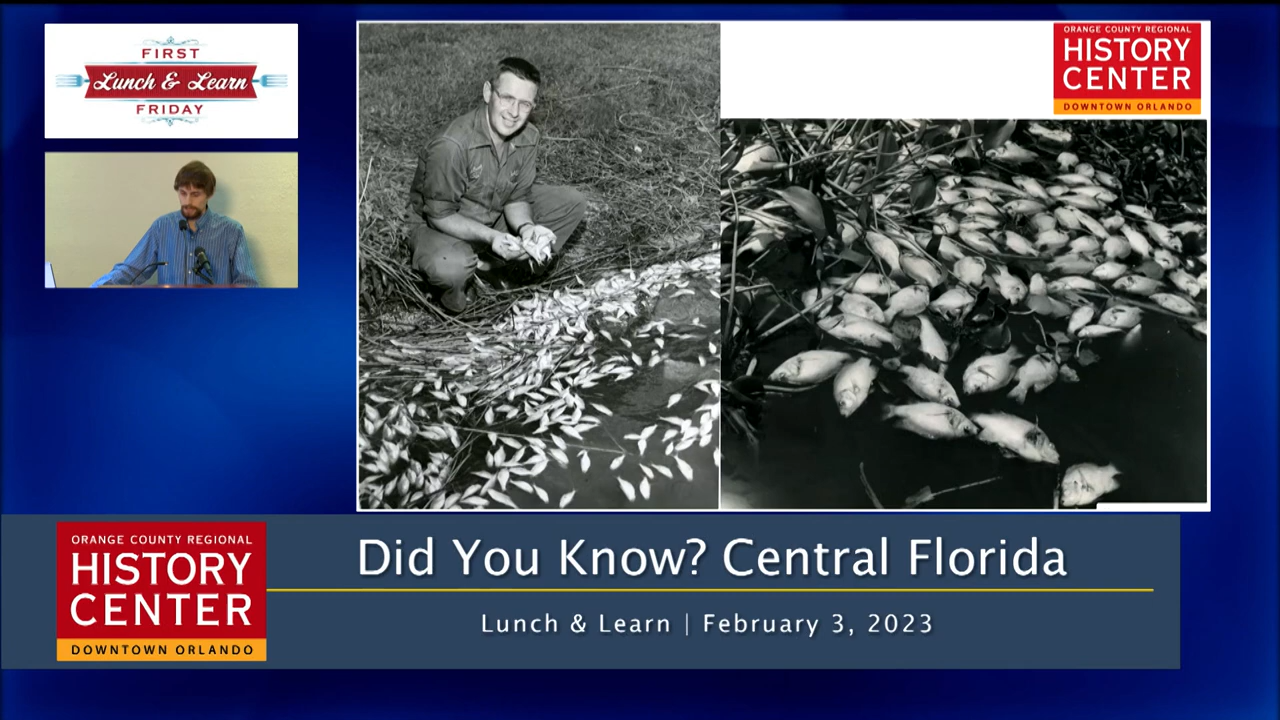 FIRST
Lunch & Learn
FRIDAY
ORANGE COUNTY REGIONAL
HISTORY
CENTER
DOWNTOWN ORLANDO
ORANGE COUNTY REGIONAL
HISTORY
CENTER
DOWNTOWN ORLANDO
Did You Know? Central Florida
Lunch & Learn | February 3, 2023